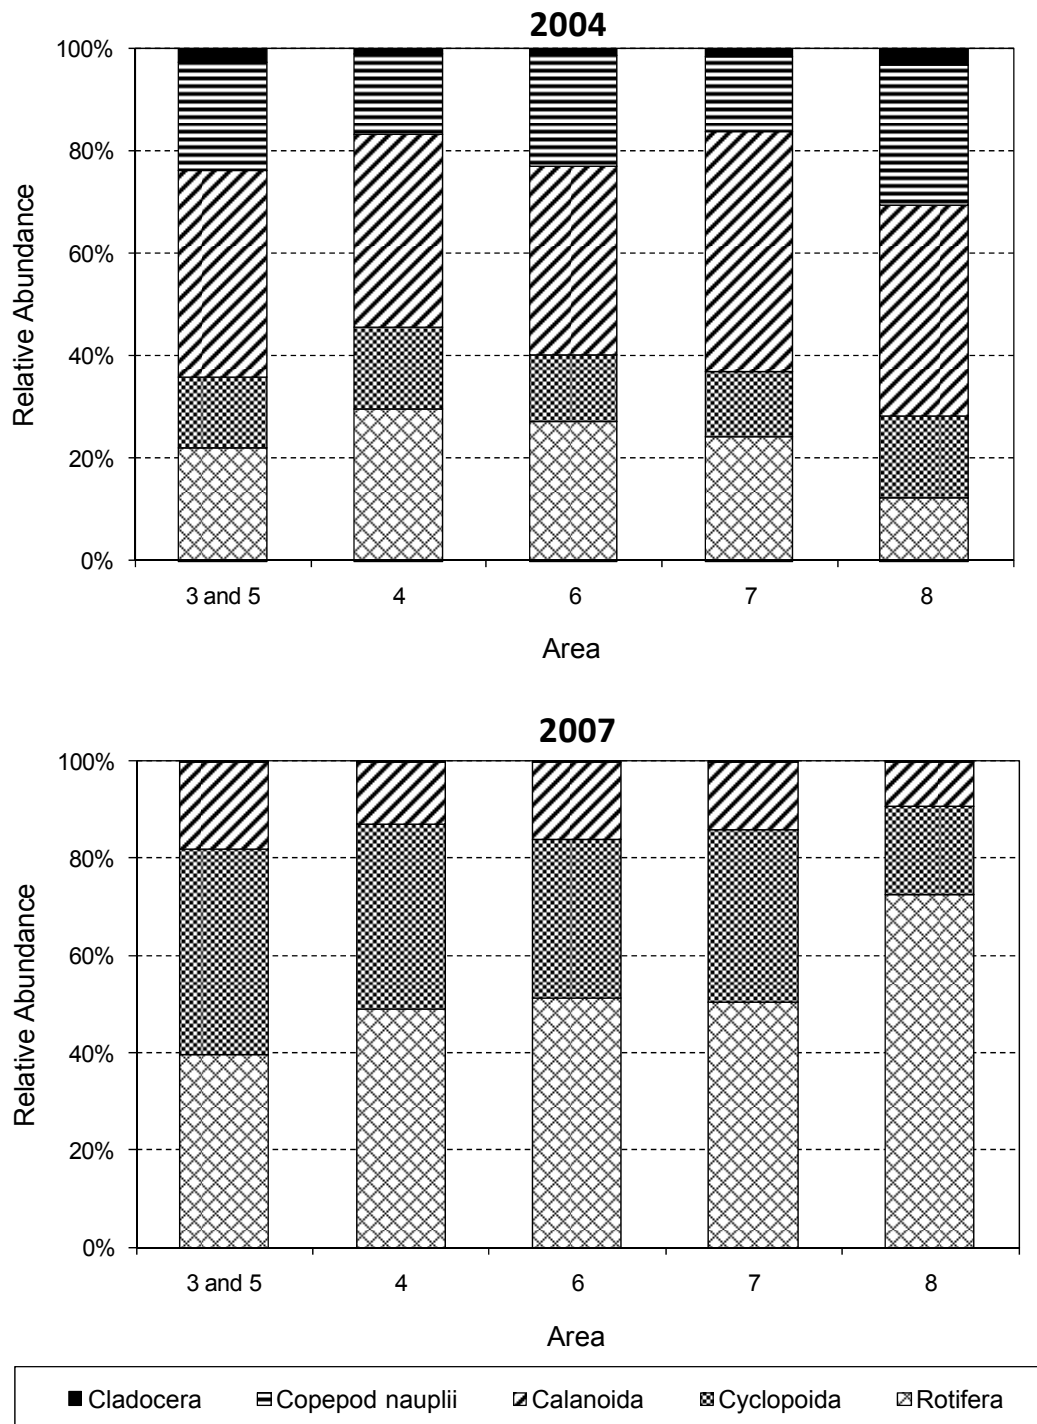 2004
100%
80%
60%
40%
20%
0%
Relative Abundance
3 and 5 4 6 7 8
Area
2007
100%
80%
60%
40%
20%
0%
Relative Abundance
3 and 5 4 6 7 8
Area
Cladocera Copepod nauplii Calanoida Cyclopoida Rotifera